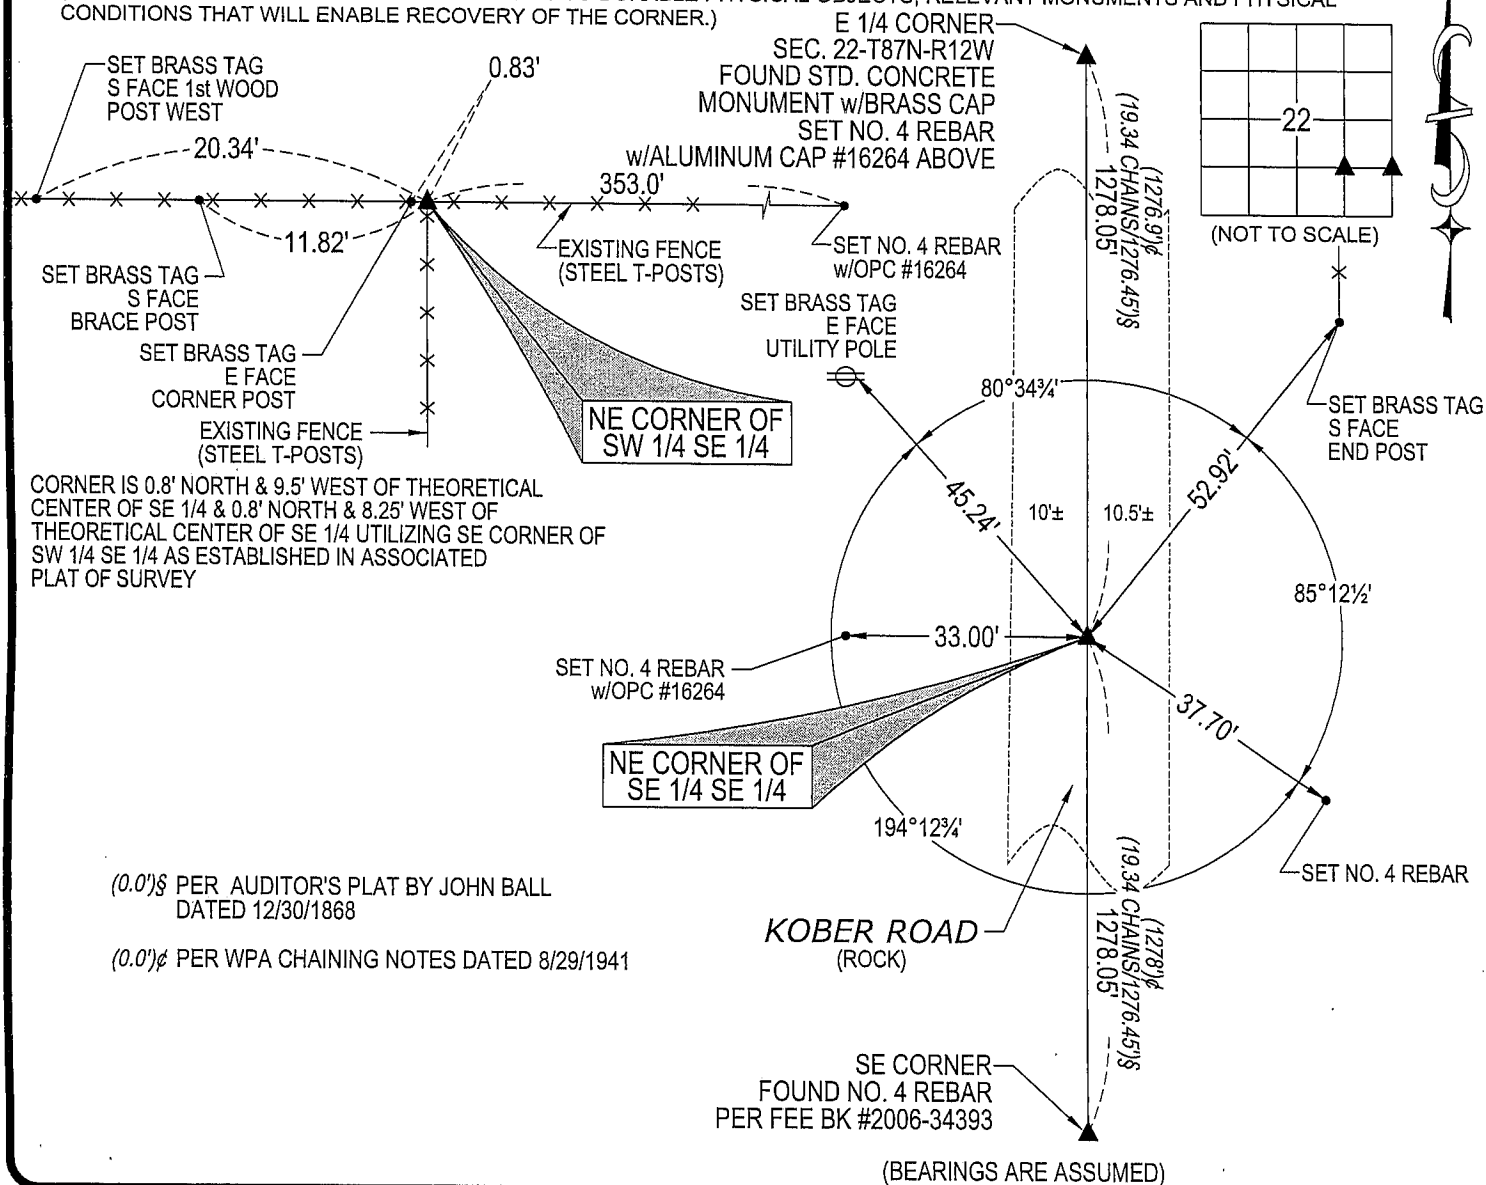 CONDITIONS THAT WILL ENABLE RECOVERY OF THE CORNER.)
SET BRASS TAG
S FACE 1st WOOD
POST WEST
0.83'
20.34'
11.82'
353.0'
E 1/4 CORNER
SEC. 22-T87N-R12W
FOUND STD. CONCRETE
MONUMENT w/BRASS CAP
SET NO. 4 REBAR
w/ALUMINUM CAP #16264 ABOVE
(1276.9')¢
(19.34 CHAINS/1276.45')§
1278.05'
22
(NOT TO SCALE)
EXISTING FENCE
(STEEL T-POSTS)
SET NO. 4 REBAR
w/OPC #16264
SET BRASS TAG
S FACE
BRACE POST
SET BRASS TAG
E FACE
CORNER POST
EXISTING FENCE
(STEEL T-POSTS)
NE CORNER OF
SW 1/4 SE 1/4
SET BRASS TAG
E FACE
UTILITY POLE
80°34¾'
SET BRASS TAG
S FACE
END POST
CORNER IS 0.8' NORTH & 9.5' WEST OF THEORETICAL
CENTER OF SE 1/4 & 0.8' NORTH & 8.25' WEST OF
THEORETICAL CENTER OF SE 1/4 UTILIZING SE CORNER OF
SW 1/4 SE 1/4 AS ESTABLISHED IN ASSOCIATED
PLAT OF SURVEY
45.24'
10'±
10.5'±
52.92'
85°12½'
33.00'
SET NO. 4 REBAR
w/OPC #16264
37.70'
NE CORNER OF
SE 1/4 SE 1/4
194°12¾'
SET NO. 4 REBAR
(0.0')§ PER AUDITOR'S PLAT BY JOHN BALL
DATED 12/30/1868
(0.0')¢ PER WPA CHAINING NOTES DATED 8/29/1941
KOBER ROAD
(ROCK)
(1278')¢
(19.34 CHAINS/1276.45')§
1278.05'
SE CORNER
FOUND NO. 4 REBAR
PER FEE BK #2006-34393
(BEARINGS ARE ASSUMED)